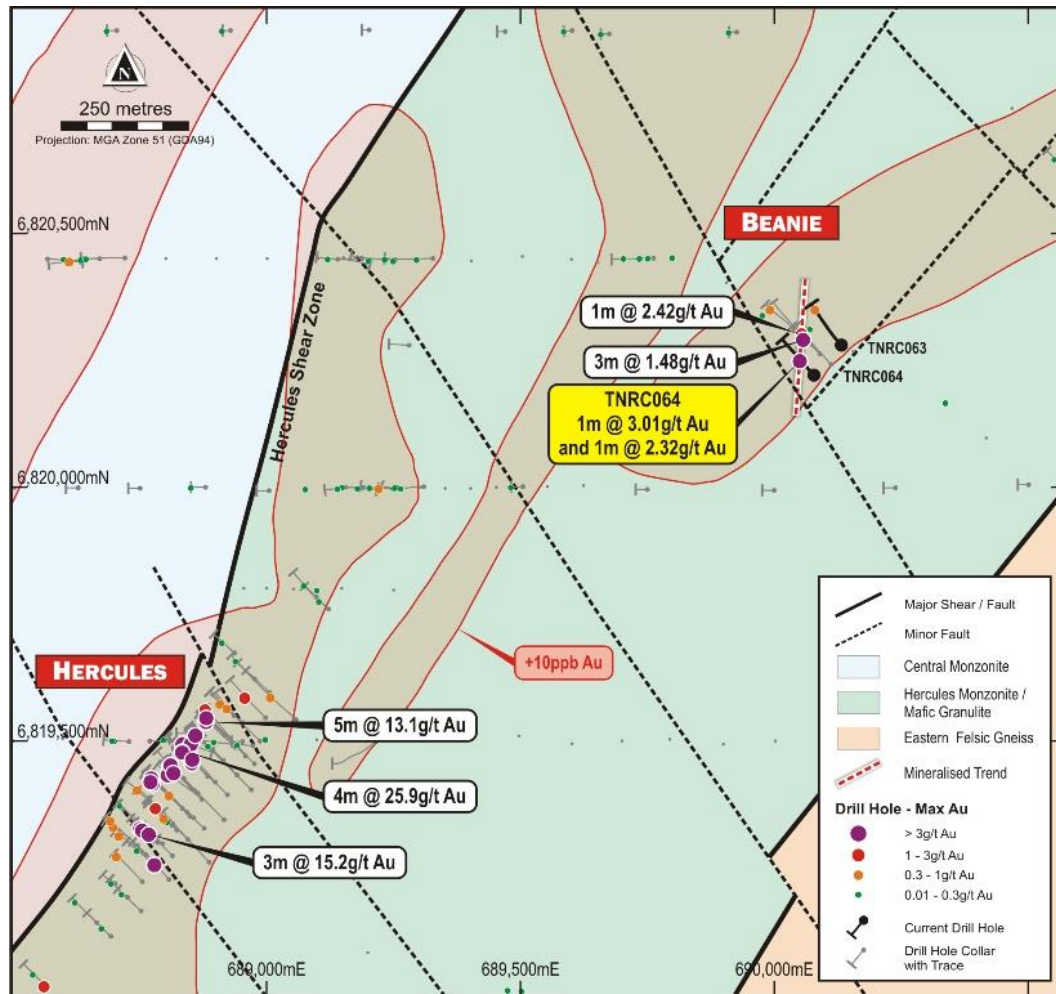 N
250 metres
Projection: MGA Zone 51 (GDA94)
6,820,500mN
BEANIE
Hercules Shear Zone
1m @ 2.42g/t Au
3m @ 1.48g/t Au
TNRC063
TNRC064
TNRC064
1m @ 3.01g/t Au
and 1m @ 2.32g/t Au
6,820,000mN
HERCULES
+10ppb Au
6,819,500mN
5m @ 13.1g/t Au
4m @ 25.9g/t Au
3m @ 15.2g/t Au
689,000mE
689,500mE
690,000mE
Major Shear / Fault
Minor Fault
Central Monzonite
Hercules Monzonite /
Mafic Granulite
Eastern Felsic Gneiss
Mineralised Trend
Drill Hole - Max Au
> 3g/t Au
1 - 3g/t Au
0.3 - 1g/t Au
0.01 - 0.3g/t Au
Current Drill Hole
Drill Hole Collar
with Trace